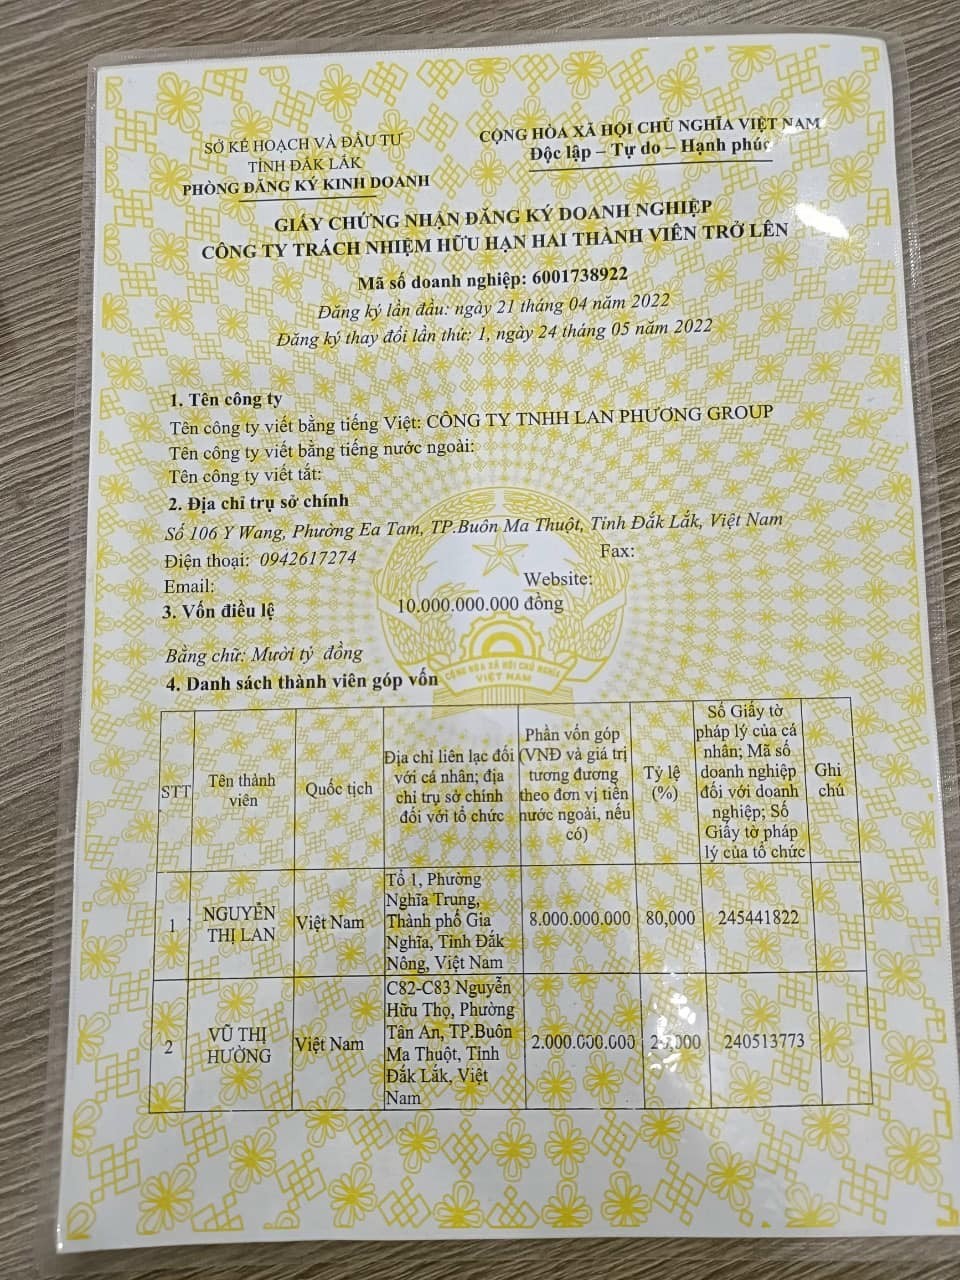 SỞ KẾ HOẠCH VÀ ĐẦU TƯ
TỈNH ĐẮK LẮK
PHÒNG ĐĂNG KÝ KINH DOANH
CỘNG HÒA XÃ HỘI CHỦ NGHĨA VIỆT NAM
Độc lập – Tự do – Hạnh phúc
GIẤY CHỨNG NHẬN ĐĂNG KÝ DOANH NGHIỆP
CÔNG TY TRÁCH NHIỆM HỮU HẠN HAI THÀNH VIÊN TRỞ LÊN
Mã số doanh nghiệp: 6001738922
Đăng ký lần đầu: ngày 21 tháng 04 năm 2022
Đăng ký thay đổi lần thứ: 1, ngày 24 tháng 05 năm 2022
1. Tên công ty
Tên công ty viết bằng tiếng Việt: CÔNG TY TNHH LAN PHƯƠNG GROUP
Tên công ty viết bằng tiếng nước ngoài:
Tên công ty viết tắt:
2. Địa chỉ trụ sở chính
Số 106 Y Wang, Phường Ea Tam, TP.Buôn Ma Thuột, Tỉnh Đắk Lắk, Việt Nam
Điện thoại: 0942617274 Fax:
Email: Website:
3. Vốn điều lệ 10.000.000.000 đồng
Bằng chữ: Mười tỷ đồng
CỘNG HÒA XÃ HỘI CHỦ NGHĨA
VIỆT NAM
4. Danh sách thành viên góp vốn
STT
Tên thành
viên
Quốc tịch
Địa chỉ liên lạc đối
với cá nhân; địa
chỉ trụ sở chính
đối với tổ chức
Phần vốn góp
(VNĐ và giá trị
tương đương
theo đơn vị tiền
nước ngoài, nếu
có)
Tỷ lệ
(%)
Số Giấy tờ
pháp lý của cá
nhân; Mã số
doanh nghiệp
đối với doanh
nghiệp; Số
Giấy tờ pháp
lý của tổ chức
Ghi
chú
1
NGUYỄN
THỊ LAN
Việt Nam
Tổ 1, Phường
Nghĩa Trung,
Thành phố Gia
Nghĩa, Tỉnh Đắk
Nông, Việt Nam
8.000.000.000
80,000
245441822
2
VŨ THỊ
HƯỜNG
Việt Nam
C82-C83 Nguyễn
Hữu Thọ, Phường
Tân An, TP.Buôn
Ma Thuột, Tỉnh
Đắk Lắk, Việt
Nam
2.000.000.000
240513773